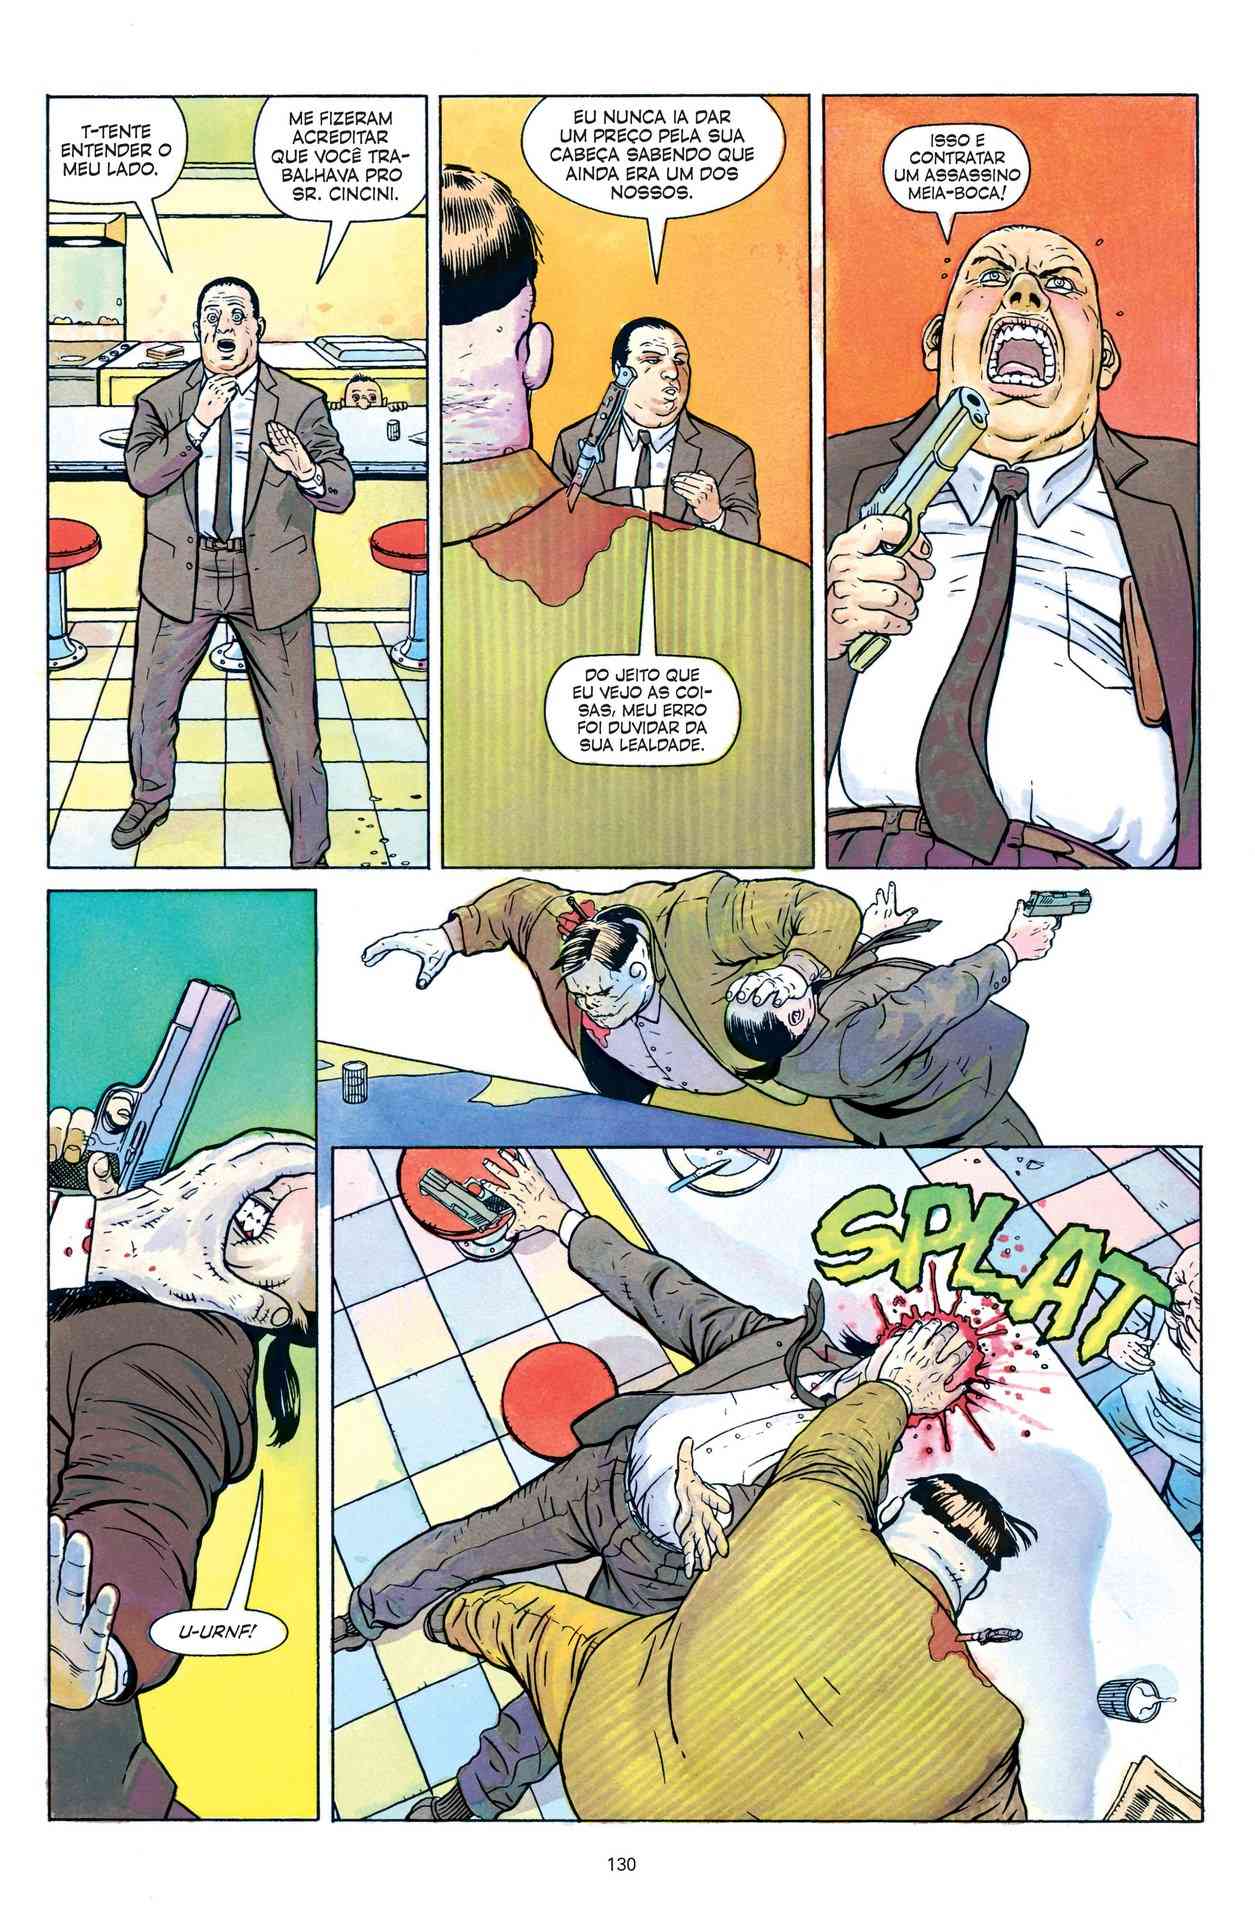 T-TENTE
ENTENDER O
MEU LADO.
ME FIZERAM
ACREDITAR
QUE VOCÊ TRA-
BALHAVA PRO
SR. CINCINI.
EU NUNCA IA DAR
UM PREÇO PELA SUA
CABEÇA SABENDO QUE
AINDA ERA UM DOS
NOSSOS.
DO JEITO QUE
EU VEJO AS COI-
SAS, MEU ERRO
FOI DUVIDAR DA
SUA LEALDADE.
ISSO E
CONTRATAR
UM ASSASSINO
MEIA-BOCA!
U-URNF!
SPLAT
130